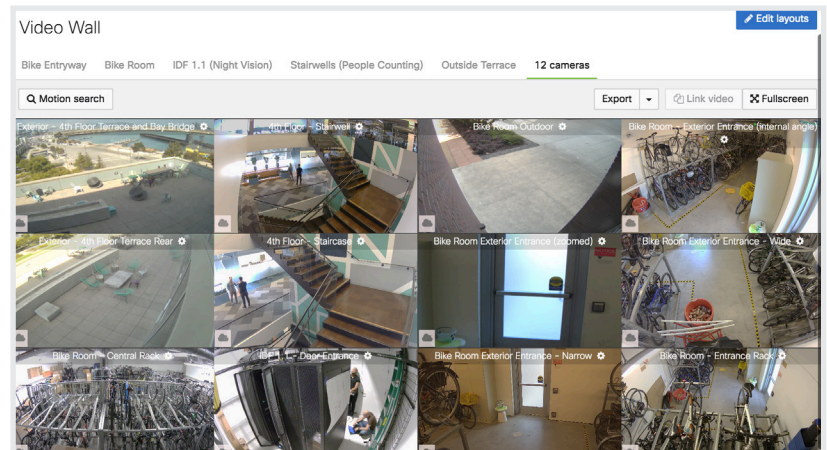 Video Wall
Edit layouts
Bike Entryway Bike Room IDF 1.1 (Night Vision) Stairwells (People Counting) Outside Terrace 12 cameras
Motion search Export Link video Fullscreen
Exterior - 4th Floor Terrace and Bay Bridge 4th Floor - Stairwell Bike Room Outdoor Bike Room - Exterior Entrance (internal angle)
Exterior - 4th Floor Terrace Rear 4th Floor - Staircase Bike Room Exterior Entrance (zoomed) Bike Room Exterior Entrance - Wide
Bike Room - Central Rack IDF 1.1 - Door Entrance Bike Room Exterior Entrance - Narrow Bike Room - Entrance Rack